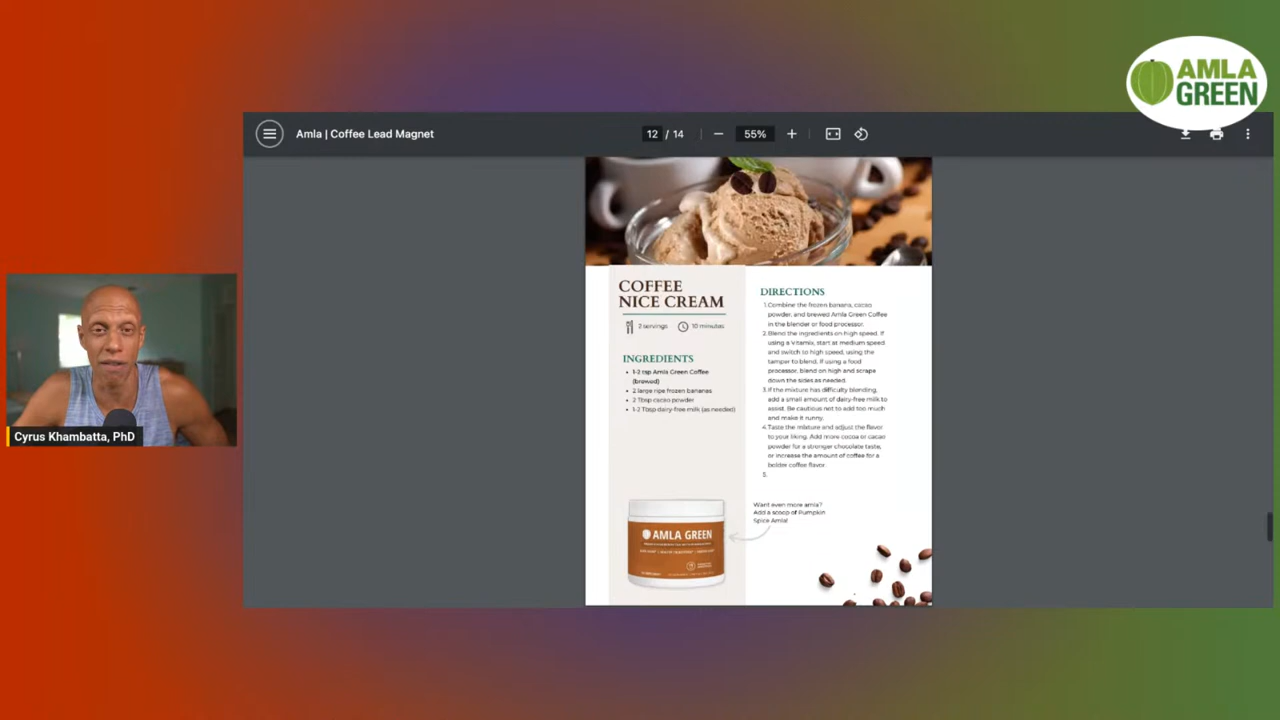 AMLA
GREEN
Amla | Coffee Lead Magnet
12 / 14
55%
COFFEE
NICE CREAM
2 servings
10 minutes
INGREDIENTS
• 1-2 tsp Amla Green Coffee
(brewed)
• 2 large ripe frozen bananas
• 2 Tbsp cacao powder
• 1-2 Tbsp dairy-free milk (as needed)
DIRECTIONS
1. Combine the frozen banana, cacao
powder, and brewed Amla Green Coffee
in the blender or food processor.
2. Blend the ingredients on high speed. If
using a Vitamix, start at medium speed
and switch to high speed, using the
tamper to blend. If using a food
processor, blend on high and scrape
down the sides as needed.
3. If the mixture has difficulty blending,
add a small amount of dairy-free milk to
assist. Be cautious not to add too much
and make it runny.
4. Taste the mixture and adjust the flavor
to your liking. Add more cocoa or cacao
powder for a stronger chocolate taste,
or increase the amount of coffee for a
bolder coffee flavor.
5.
Want even more amla?
Add a scoop of Pumpkin
Spice Amla!
AMLA GREEN
Cyrus Khambatta, PhD